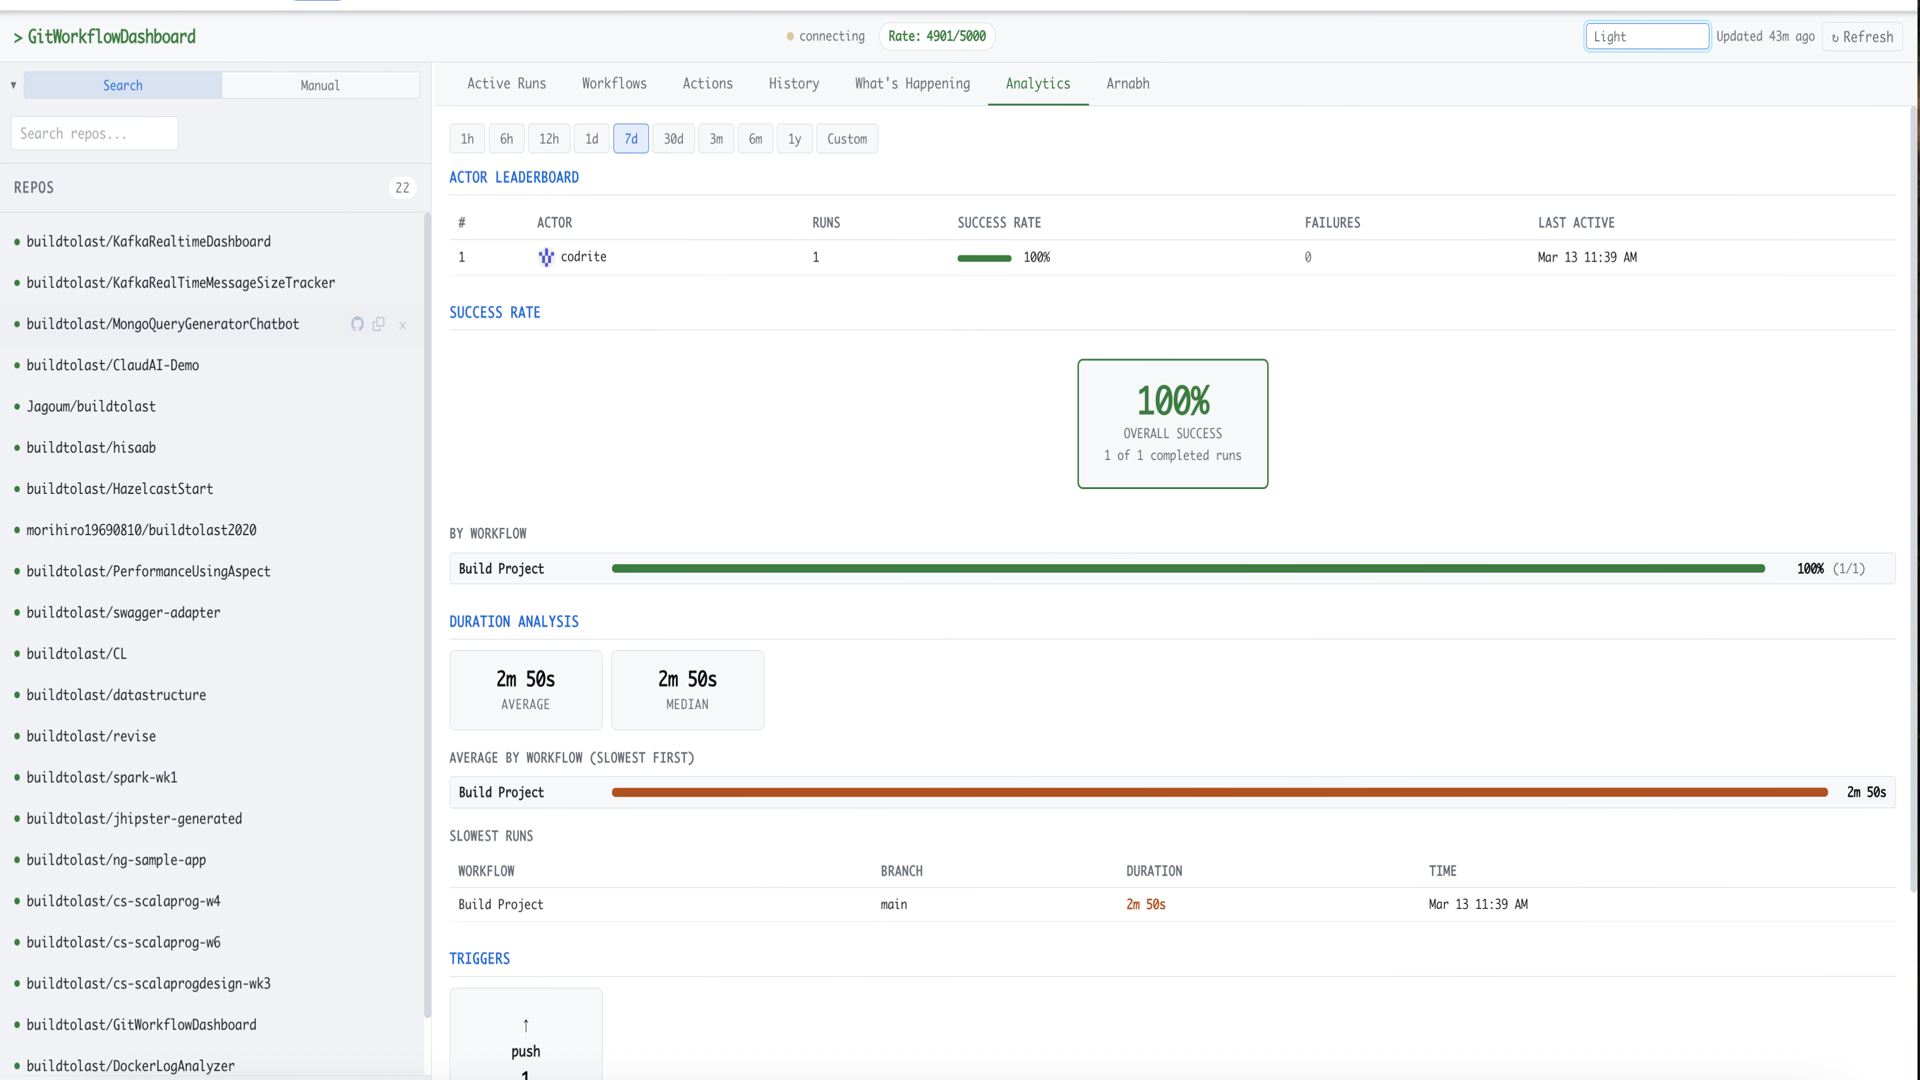 > GitWorkflowDashboard
connecting
Rate: 4901/5000
Light
Updated 43m ago
↻ Refresh
▼
Search
Manual
Search repos...
REPOS
22
buildtolast/KafkaRealtimeDashboard
buildtolast/KafkaRealTimeMessageSizeTracker
buildtolast/MongoQueryGeneratorChatbot
x
buildtolast/ClaudAI-Demo
Jagoum/buildtolast
buildtolast/hisaab
buildtolast/HazelcastStart
morihiro19690810/buildtolast2020
buildtolast/PerformanceUsingAspect
buildtolast/swagger-adapter
buildtolast/CL
buildtolast/datastructure
buildtolast/revise
buildtolast/spark-wk1
buildtolast/jhipster-generated
buildtolast/ng-sample-app
buildtolast/cs-scalaprog-w4
buildtolast/cs-scalaprog-w6
buildtolast/cs-scalaprogdesign-wk3
buildtolast/GitWorkflowDashboard
buildtolast/DockerLogAnalyzer
Active Runs
Workflows
Actions
History
What's Happening
Analytics
Arnabh
1h
6h
12h
1d
7d
30d
3m
6m
1y
Custom
ACTOR LEADERBOARD
# ACTOR RUNS SUCCESS RATE FAILURES LAST ACTIVE
1 codrite 1 100% 0 Mar 13 11:39 AM
SUCCESS RATE
100%
OVERALL SUCCESS
1 of 1 completed runs
BY WORKFLOW
Build Project 100% (1/1)
DURATION ANALYSIS
2m 50s
AVERAGE
2m 50s
MEDIAN
AVERAGE BY WORKFLOW (SLOWEST FIRST)
Build Project 2m 50s
SLOWEST RUNS
WORKFLOW BRANCH DURATION TIME
Build Project main 2m 50s Mar 13 11:39 AM
TRIGGERS
↑
push
1